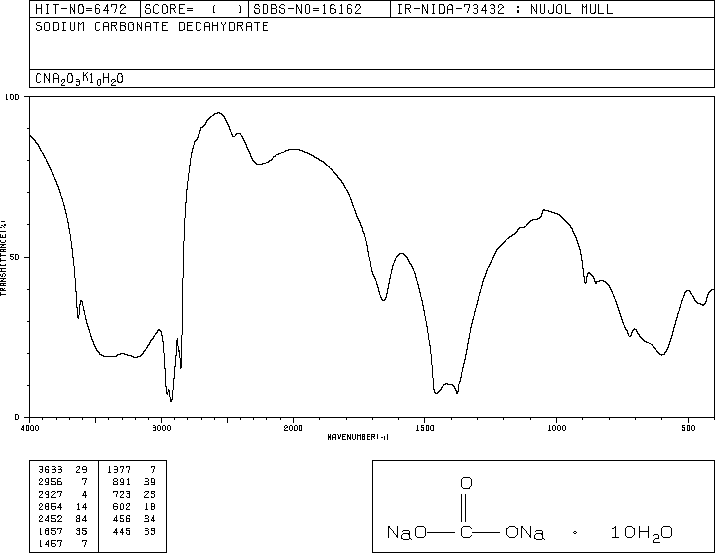 HIT-NO=6472 SCORE= ( ) SDBS-NO=16162 IR-NIDA-73432 : NUJOL MULL
SODIUM CARBONATE DECAHYDRATE
CNA2O3K10H2O
100
50
0
TRANSMITTANCE(%)
4000 3000 2000 1500 1000 500
WAVENUMBER(-1)
3633 29 1377 7
2956 7 891 39
2927 4 723 25
2854 14 602 18
2452 84 456 34
1657 35 445 35
1457 7
O
NaO C ONa · 10H2O